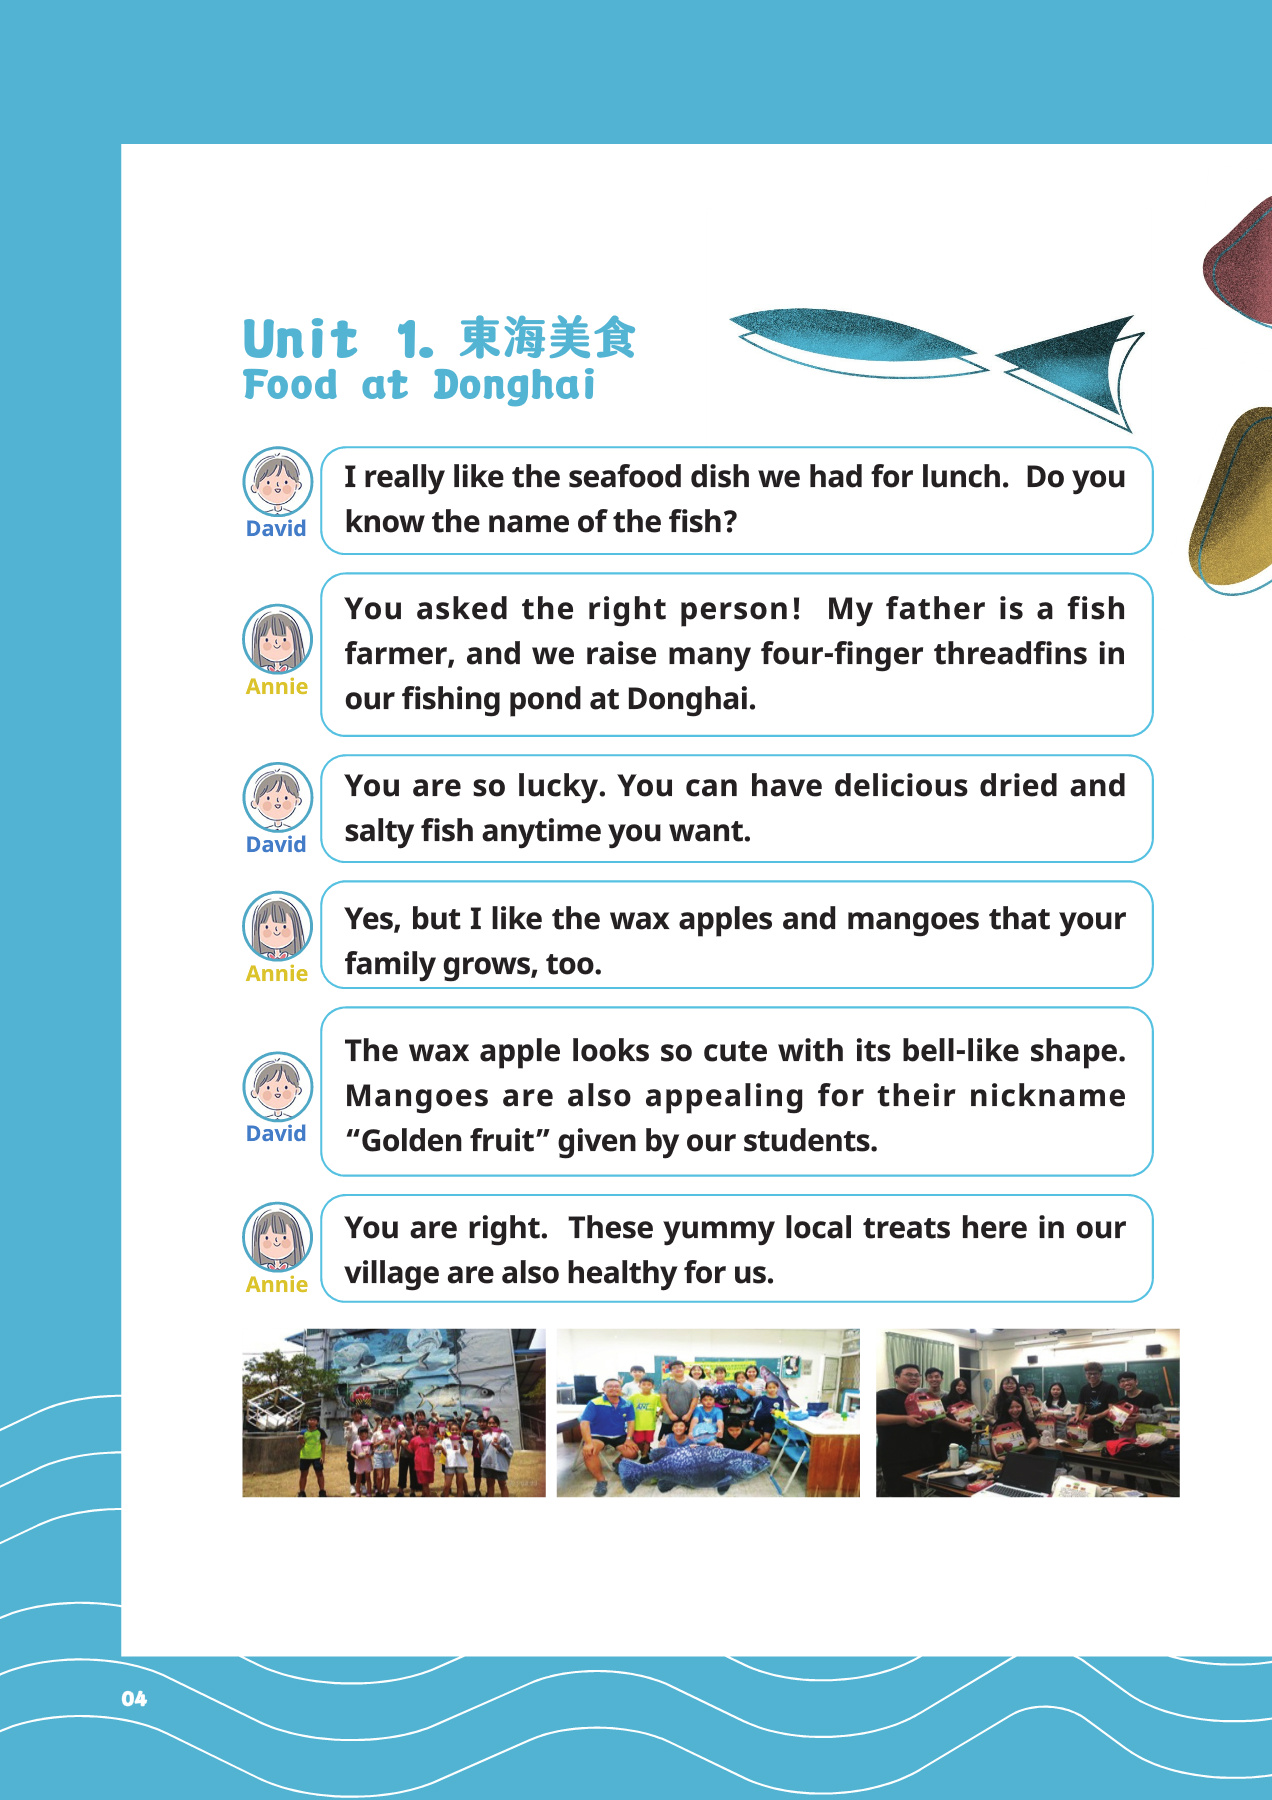 Unit 1. 東海美食
Food at Donghai
David
I really like the seafood dish we had for lunch. Do you
know the name of the fish?
Annie
You asked the right person! My father is a fish
farmer, and we raise many four-finger threadfins in
our fishing pond at Donghai.
David
You are so lucky. You can have delicious dried and
salty fish anytime you want.
Annie
Yes, but I like the wax apples and mangoes that your
family grows, too.
David
The wax apple looks so cute with its bell-like shape.
Mangoes are also appealing for their nickname
“Golden fruit” given by our students.
Annie
You are right. These yummy local treats here in our
village are also healthy for us.
04